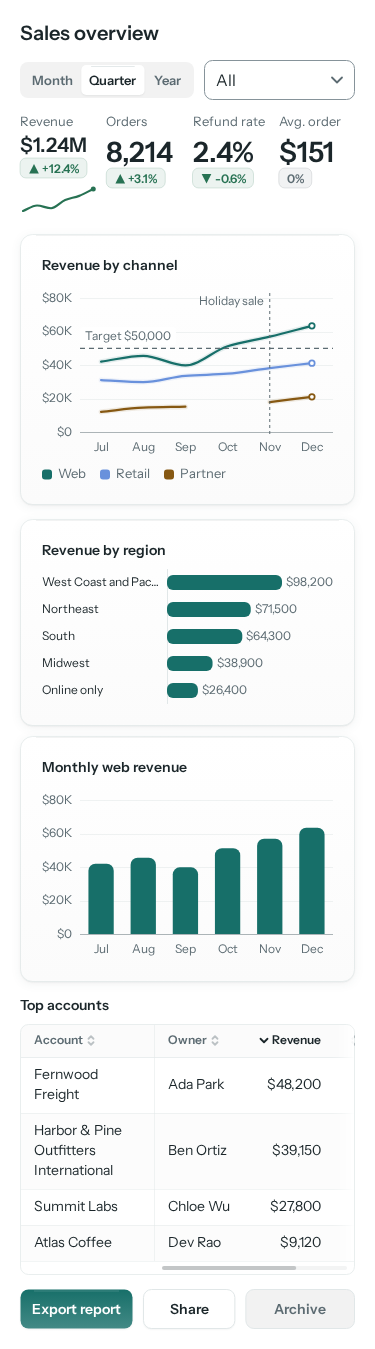 Sales overview
Month Quarter Year All
Revenue Orders Refund rate Avg. order
$1.24M 8,214 2.4% $151
▲ +12.4% ▲ +3.1% ▼ -0.6% 0%
Revenue by channel
$80K
Holiday sale
$60K
Target $50,000
$40K
$20K
$0
Jul Aug Sep Oct Nov Dec
Web Retail Partner
Revenue by region
West Coast and Pac... $98,200
Northeast $71,500
South $64,300
Midwest $38,900
Online only $26,400
Monthly web revenue
$80K
$60K
$40K
$20K
$0
Jul Aug Sep Oct Nov Dec
Top accounts
Account Owner Revenue
Fernwood
Freight
Ada Park $48,200
Harbor & Pine
Outfitters
International
Ben Ortiz $39,150
Summit Labs Chloe Wu $27,800
Atlas Coffee Dev Rao $9,120
Export report Share Archive